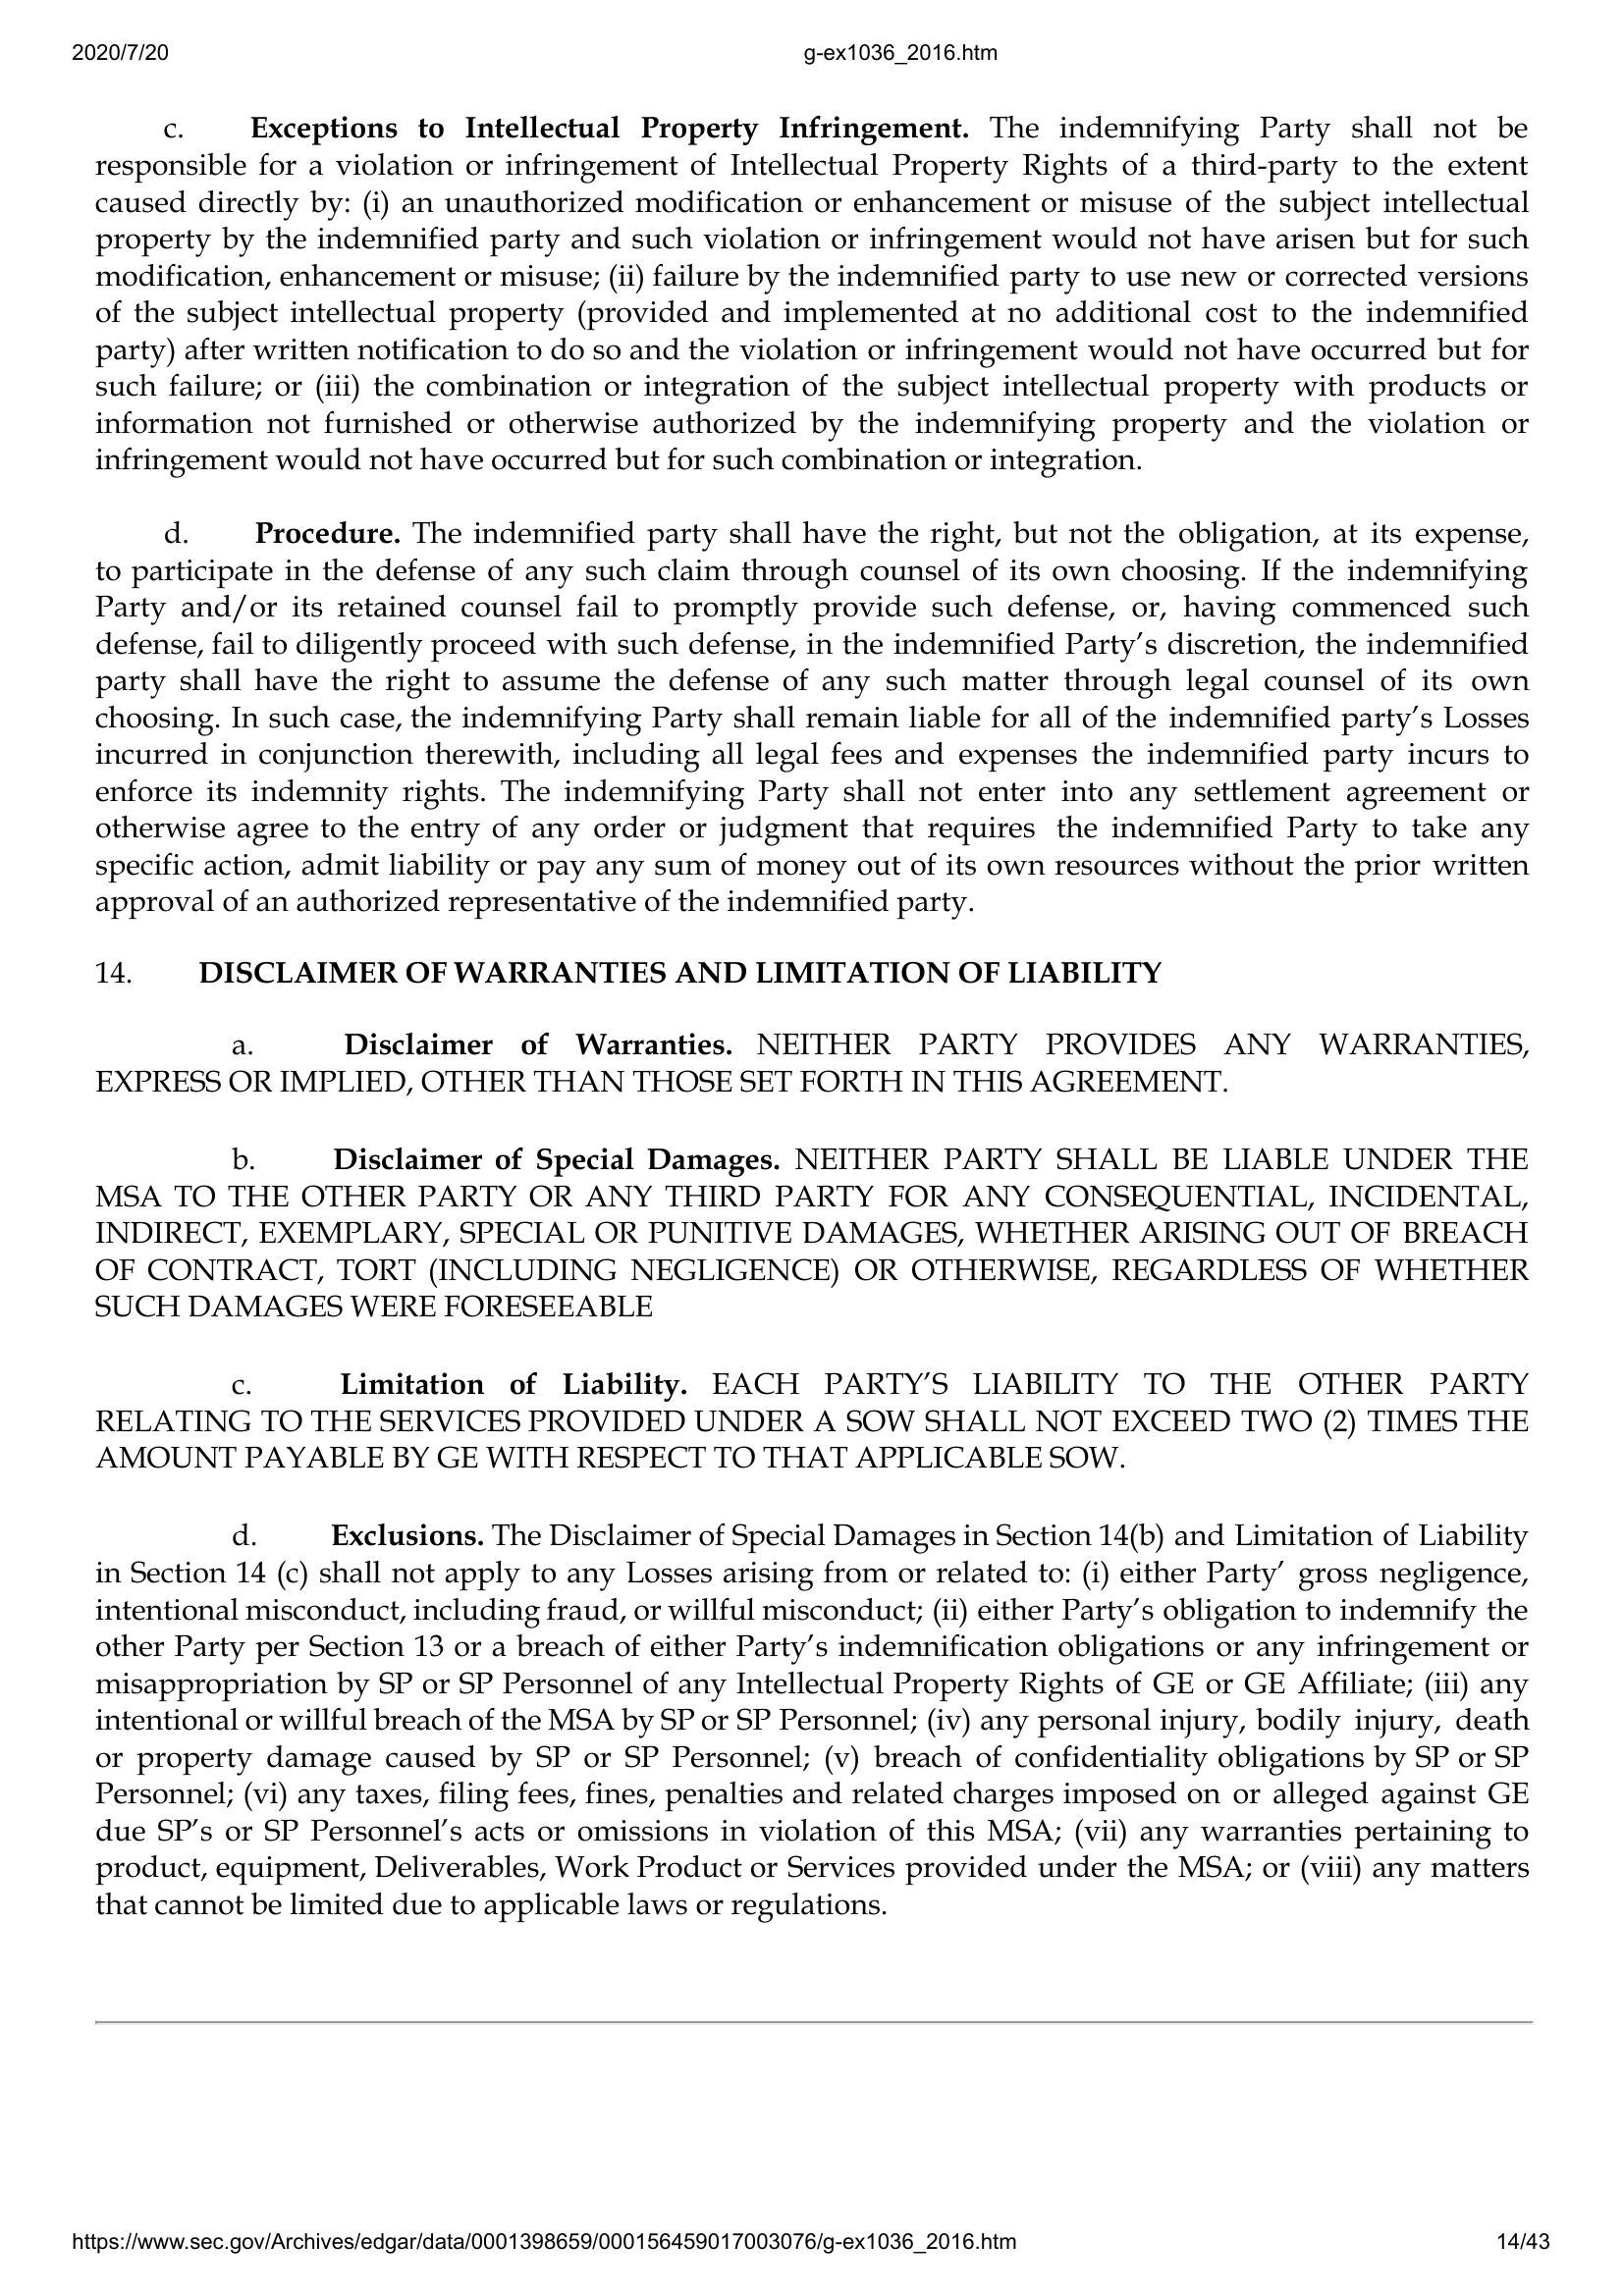 2020/7/20 g-ex1036_2016.htm
c. Exceptions to Intellectual Property Infringement. The indemnifying Party shall not be
responsible for a violation or infringement of Intellectual Property Rights of a third-party to the extent
caused directly by: (i) an unauthorized modification or enhancement or misuse of the subject intellectual
property by the indemnified party and such violation or infringement would not have arisen but for such
modification, enhancement or misuse; (ii) failure by the indemnified party to use new or corrected versions
of the subject intellectual property (provided and implemented at no additional cost to the indemnified
party) after written notification to do so and the violation or infringement would not have occurred but for
such failure; or (iii) the combination or integration of the subject intellectual property with products or
information not furnished or otherwise authorized by the indemnifying property and the violation or
infringement would not have occurred but for such combination or integration.
d. Procedure. The indemnified party shall have the right, but not the obligation, at its expense,
to participate in the defense of any such claim through counsel of its own choosing. If the indemnifying
Party and/or its retained counsel fail to promptly provide such defense, or, having commenced such
defense, fail to diligently proceed with such defense, in the indemnified Party’s discretion, the indemnified
party shall have the right to assume the defense of any such matter through legal counsel of its own
choosing. In such case, the indemnifying Party shall remain liable for all of the indemnified party’s Losses
incurred in conjunction therewith, including all legal fees and expenses the indemnified party incurs to
enforce its indemnity rights. The indemnifying Party shall not enter into any settlement agreement or
otherwise agree to the entry of any order or judgment that requires the indemnified Party to take any
specific action, admit liability or pay any sum of money out of its own resources without the prior written
approval of an authorized representative of the indemnified party.
14. DISCLAIMER OF WARRANTIES AND LIMITATION OF LIABILITY
a. Disclaimer of Warranties. NEITHER PARTY PROVIDES ANY WARRANTIES,
EXPRESS OR IMPLIED, OTHER THAN THOSE SET FORTH IN THIS AGREEMENT.
b. Disclaimer of Special Damages. NEITHER PARTY SHALL BE LIABLE UNDER THE
MSA TO THE OTHER PARTY OR ANY THIRD PARTY FOR ANY CONSEQUENTIAL, INCIDENTAL,
INDIRECT, EXEMPLARY, SPECIAL OR PUNITIVE DAMAGES, WHETHER ARISING OUT OF BREACH
OF CONTRACT, TORT (INCLUDING NEGLIGENCE) OR OTHERWISE, REGARDLESS OF WHETHER
SUCH DAMAGES WERE FORESEEABLE
c. Limitation of Liability. EACH PARTY’S LIABILITY TO THE OTHER PARTY
RELATING TO THE SERVICES PROVIDED UNDER A SOW SHALL NOT EXCEED TWO (2) TIMES THE
AMOUNT PAYABLE BY GE WITH RESPECT TO THAT APPLICABLE SOW.
d. Exclusions. The Disclaimer of Special Damages in Section 14(b) and Limitation of Liability
in Section 14 (c) shall not apply to any Losses arising from or related to: (i) either Party’ gross negligence,
intentional misconduct, including fraud, or willful misconduct; (ii) either Party’s obligation to indemnify the
other Party per Section 13 or a breach of either Party’s indemnification obligations or any infringement or
misappropriation by SP or SP Personnel of any Intellectual Property Rights of GE or GE Affiliate; (iii) any
intentional or willful breach of the MSA by SP or SP Personnel; (iv) any personal injury, bodily injury, death
or property damage caused by SP or SP Personnel; (v) breach of confidentiality obligations by SP or SP
Personnel; (vi) any taxes, filing fees, fines, penalties and related charges imposed on or alleged against GE
due SP’s or SP Personnel’s acts or omissions in violation of this MSA; (vii) any warranties pertaining to
product, equipment, Deliverables, Work Product or Services provided under the MSA; or (viii) any matters
that cannot be limited due to applicable laws or regulations.
https://www.sec.gov/Archives/edgar/data/0001398659/000156459017003076/g-ex1036_2016.htm 14/43